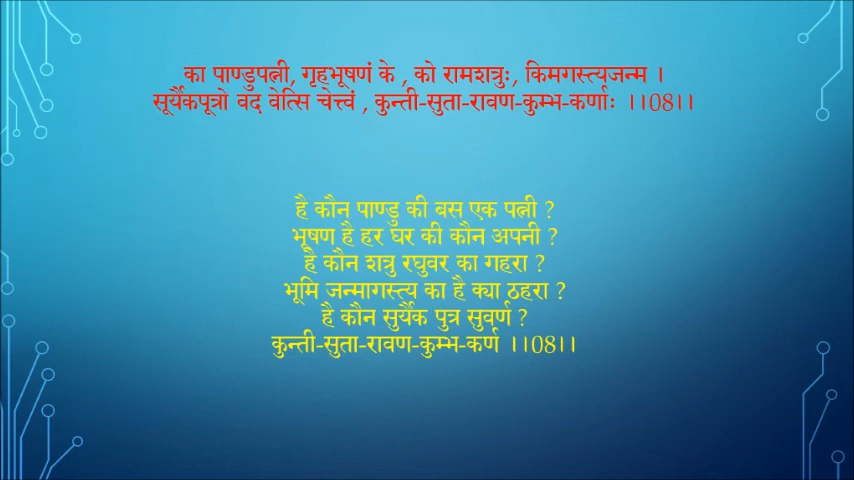 का पाण्डुपत्नी, गृहभूषणं के , को रामशत्रुः, किमगस्त्यजन्म ।
सूर्यैकपूत्रो वद वेत्सि चेत्त्वं , कुन्ती-सुता-रावण-कुम्भ-कर्णाः ।।08।।
है कौन पाण्डु की बस एक पत्नी ?
भूषण है हर घर की कौन अपनी ?
है कौन शत्रु रघुवर का गहरा ?
भूमि जन्मागस्त्य का है क्या ठहरा ?
है कौन सुर्यैक पुत्र सुवर्ण ?
कुन्ती-सुता-रावण-कुम्भ-कर्ण ।।08।।